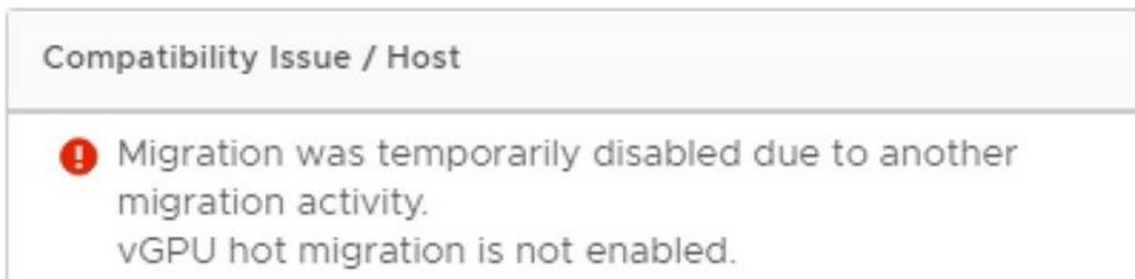 Compatibility Issue / Host
Migration was temporarily disabled due to another
migration activity.
vGPU hot migration is not enabled.